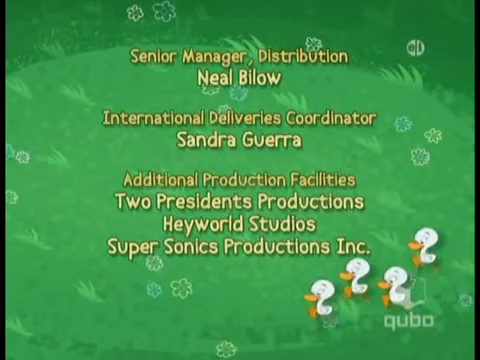 Senior Manager, Distribution
Neal Bilow
International Deliveries Coordinator
Sandra Guerra
Additional Production Facilities
Two Presidents Productions
Heyworld Studios
Super Sonics Productions Inc.
qubo